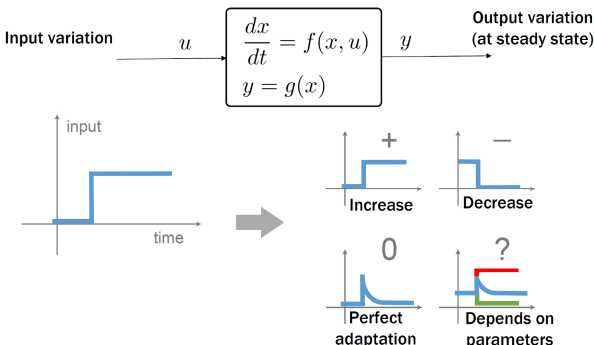 Input variation
u
dx/dt = f(x, u)
y = g(x)
y
Output variation
(at steady state)
input
time
+
Increase
−
Decrease
0
Perfect
adaptation
?
Depends on
parameters